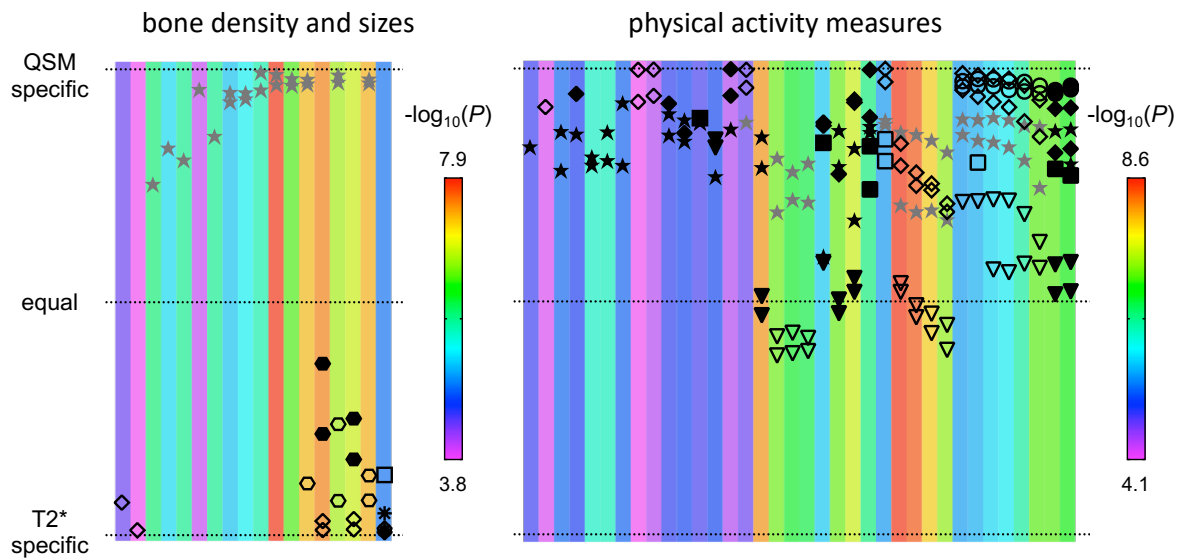 bone density and sizes
physical activity measures
QSM
specific
-log10(P)
7.9
3.8
equal
T2*
specific
-log10(P)
8.6
4.1